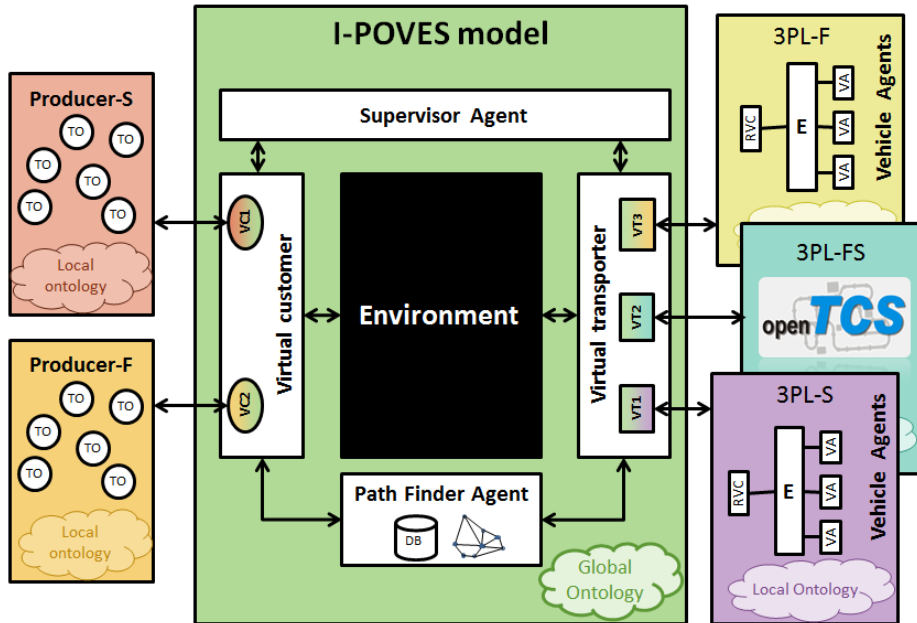 I-POVES model
Supervisor Agent
Producer-S
TO
TO
TO
TO
TO
TO
TO
Local
ontology
Producer-F
TO
TO
TO
TO
TO
TO
Local
ontology
VC1
Virtual customer
VC2
Environment
Virtual transporter
VT3
VT2
VT1
Path Finder Agent
DB
Global
Ontology
3PL-F
RVC
E
VA
VA
VA
Vehicle Agents
3PL-FS
openTCS
3PL-S
RVC
E
VA
VA
VA
Vehicle Agents
Local Ontology